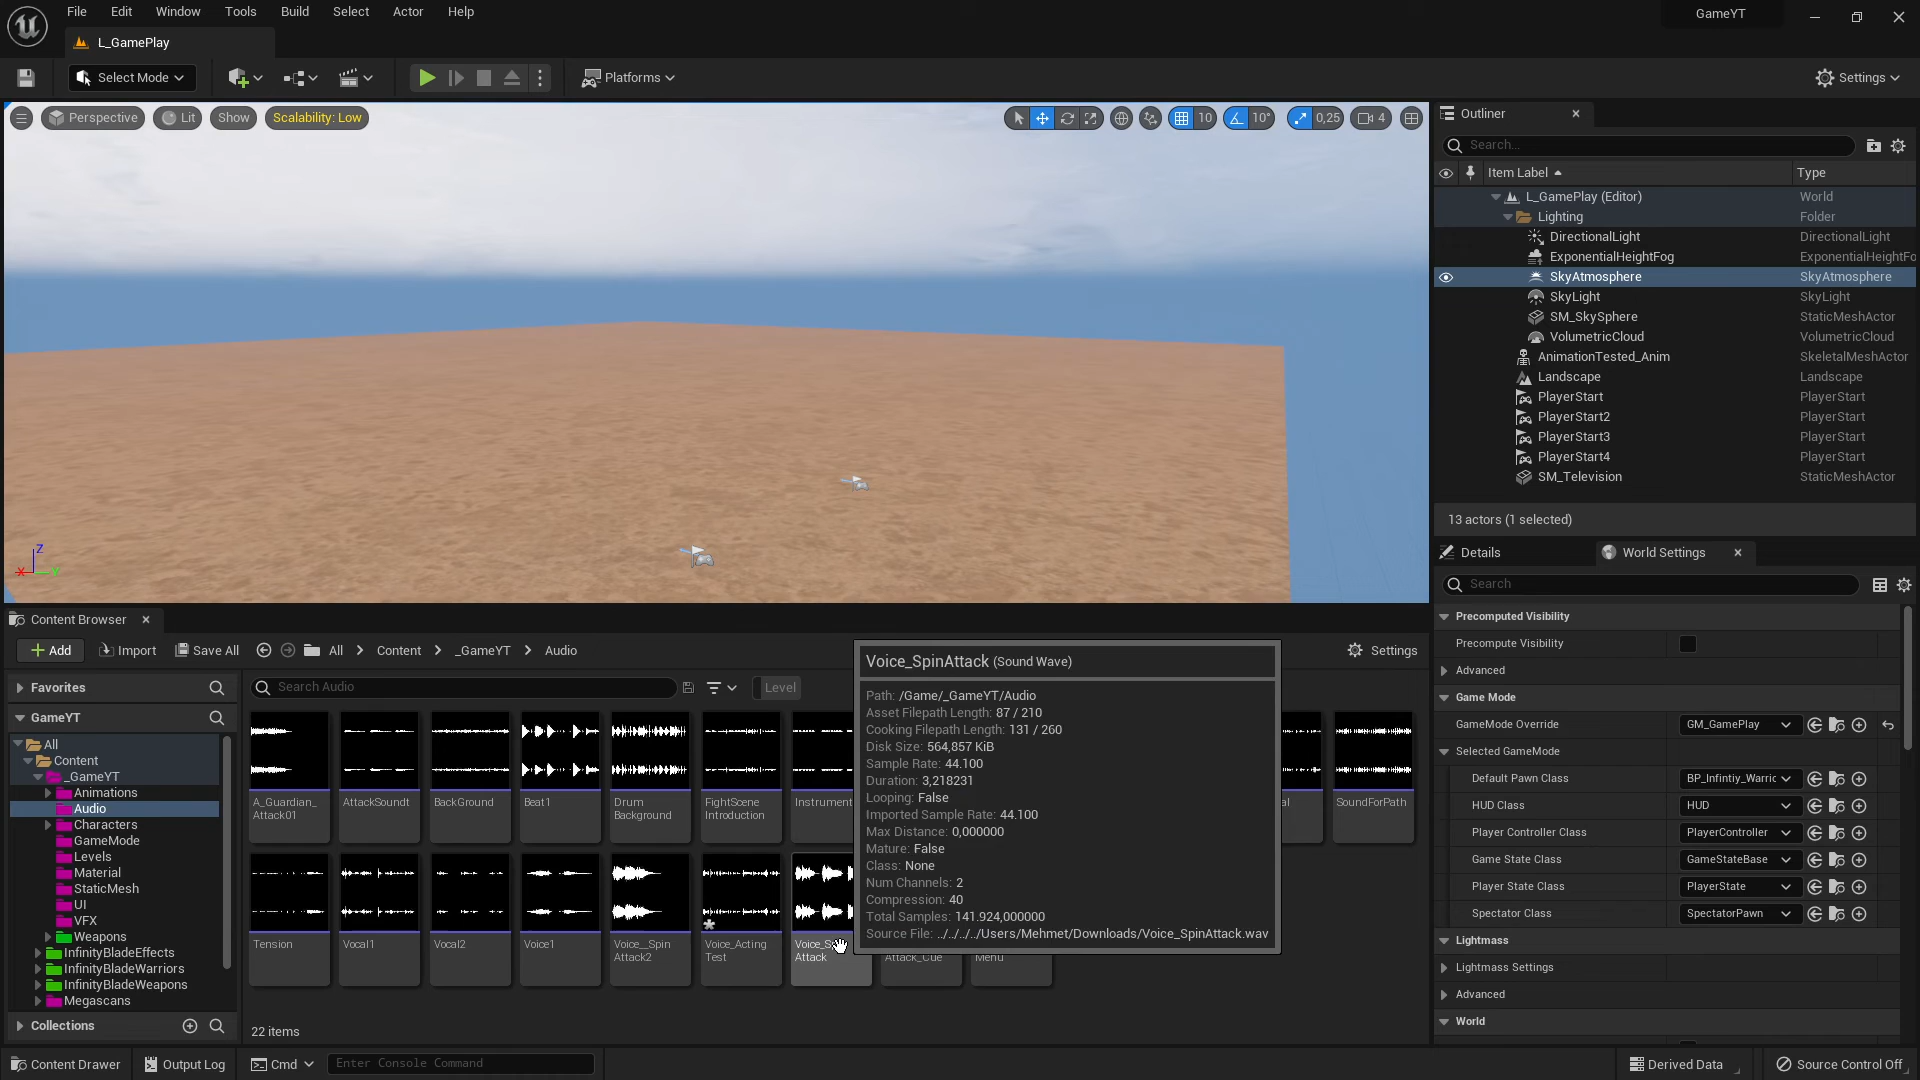 File Edit Window Tools Build Select Actor Help
GameYT
L_GamePlay
Select Mode
Platforms
Settings
Perspective Lit Show Scalability: Low
10 10° 0,25 4
Z
X Y
Outliner
Search...
Item Label Type
L_GamePlay (Editor) World
Lighting Folder
DirectionalLight DirectionalLight
ExponentialHeightFog ExponentialHeightFo
SkyAtmosphere SkyAtmosphere
SkyLight SkyLight
SM_SkySphere StaticMeshActor
VolumetricCloud VolumetricCloud
AnimationTested_Anim SkeletalMeshActor
Landscape Landscape
PlayerStart PlayerStart
PlayerStart2 PlayerStart
PlayerStart3 PlayerStart
PlayerStart4 PlayerStart
SM_Television StaticMeshActor
13 actors (1 selected)
Details World Settings
Search
Precomputed Visibility
Precompute Visibility
Advanced
Game Mode
GameMode Override GM_GamePlay
Selected GameMode
Default Pawn Class BP_Infintiy_Warric
HUD Class HUD
Player Controller Class PlayerController
Game State Class GameStateBase
Player State Class PlayerState
Spectator Class SpectatorPawn
Lightmass
Lightmass Settings
Advanced
World
Content Browser
Add Import Save All All Content _GameYT Audio Settings
Favorites
GameYT
All
Content
_GameYT
Animations
Audio
Characters
GameMode
Levels
Material
StaticMesh
UI
VFX
Weapons
InfinityBladeEffects
InfinityBladeWarriors
InfinityBladeWeapons
Megascans
Collections
Search Audio
Level
A_Guardian_
Attack01
AttackSoundt
BackGround
Beat1
Drum
Background
FightScene
Introduction
Instrument
al
SoundForPath
Tension
Vocal1
Vocal2
Voice1
Voice__Spin
Attack2
Voice_Acting
Test
Voice_S
Attack
Attack_Cue
Menu
22 items
Voice_SpinAttack (Sound Wave)
Path: /Game/_GameYT/Audio
Asset Filepath Length: 87 / 210
Cooking Filepath Length: 131 / 260
Disk Size: 564,857 KiB
Sample Rate: 44.100
Duration: 3,218231
Looping: False
Imported Sample Rate: 44.100
Max Distance: 0,000000
Mature: False
Class: None
Num Channels: 2
Compression: 40
Total Samples: 141.924,000000
Source File: ../../../../Users/Mehmet/Downloads/Voice_SpinAttack.wav
Content Drawer Output Log Cmd Enter Console Command
Derived Data Source Control Off